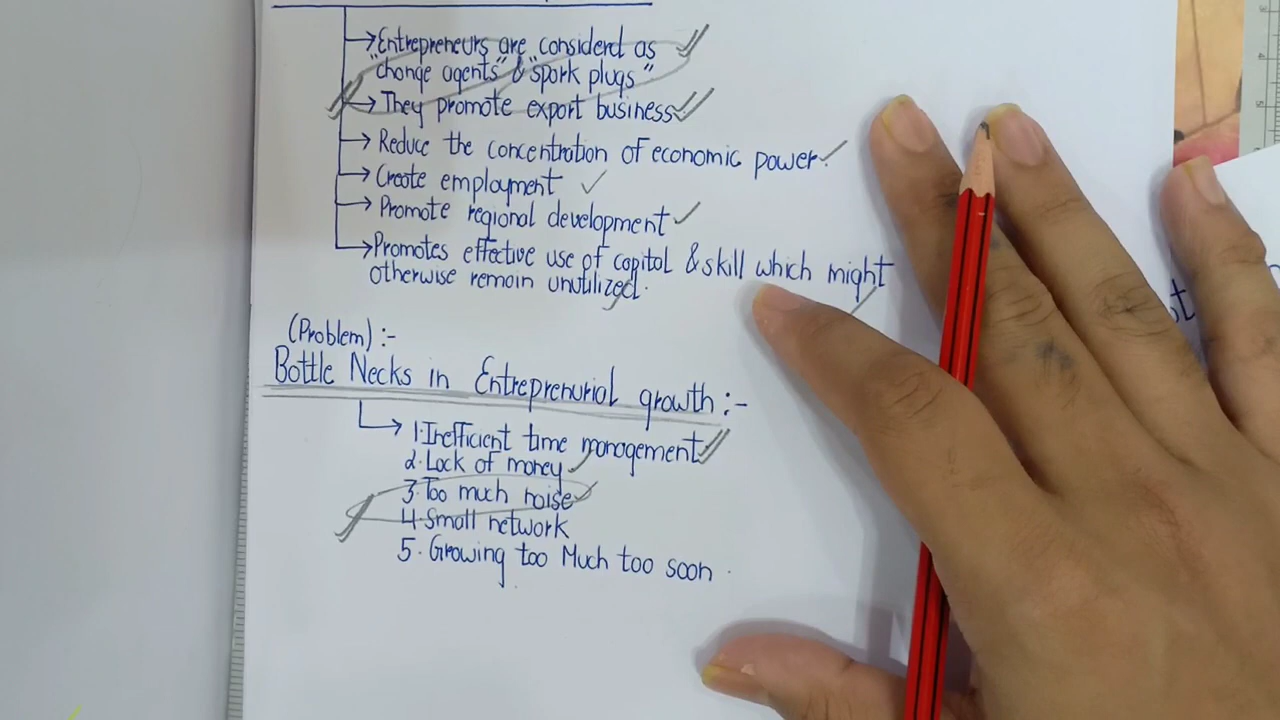 →Entrepreneurs are "considerd as
"change agents" & "spark plugs"
→They promote export business
→Reduce the concentration of economic power.
→Create employment
→Promote regional development
→Promotes effective use of capital & skill which might
otherwise remain unutilized.
(Problem) :-
Bottle Necks in Entreprenurial growth :-
→1.Inefficient time management
2.Lack of money
3.Too much noise
4.Small network
5.Growing too Much too soon